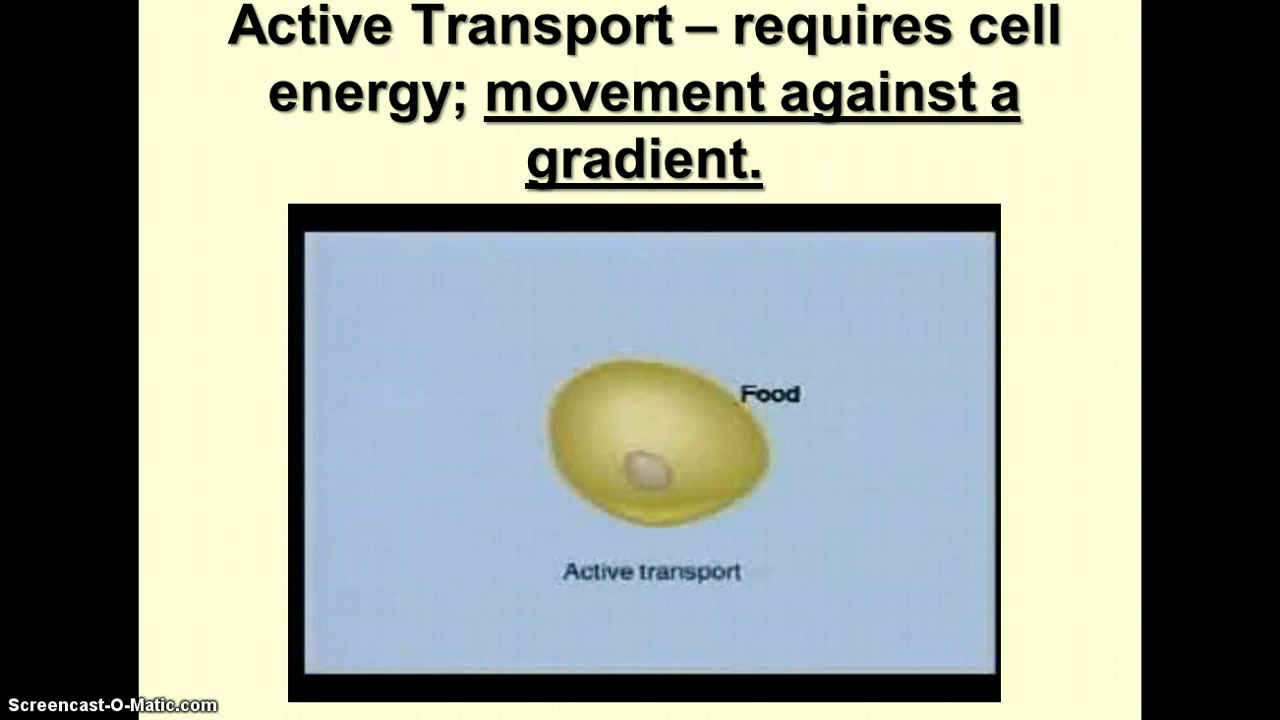 Active Transport – requires cell
energy; movement against a
gradient.
Food
Active transport
Screencast-O-Matic.com